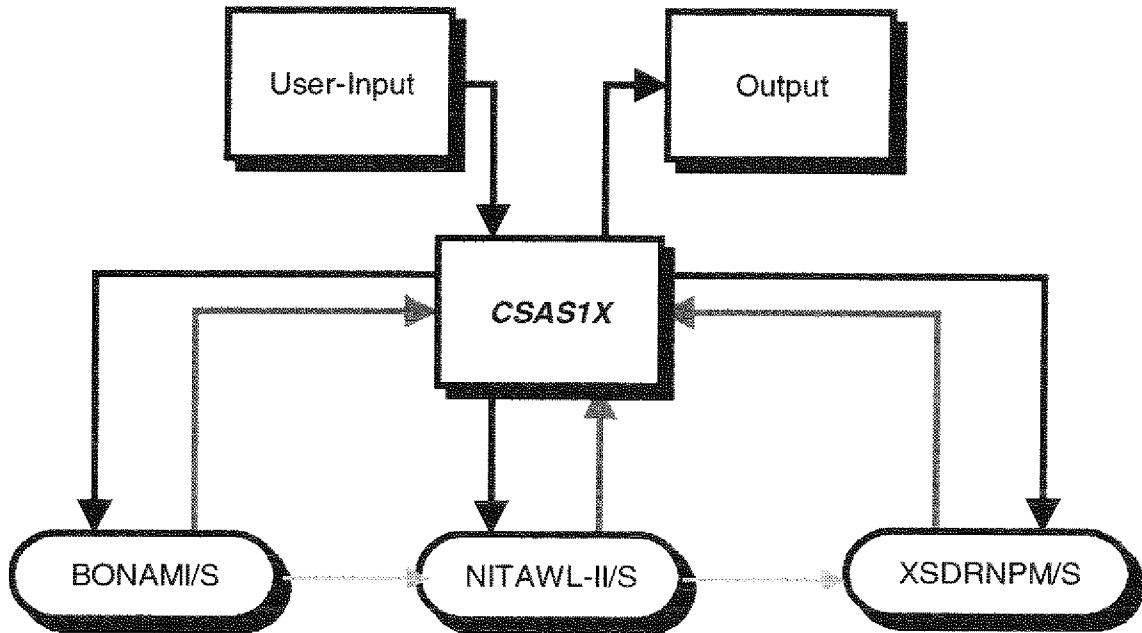 User-Input
Output
CSAS1X
BONAMI/S
NITAWL-II/S
XSDRNPM/S